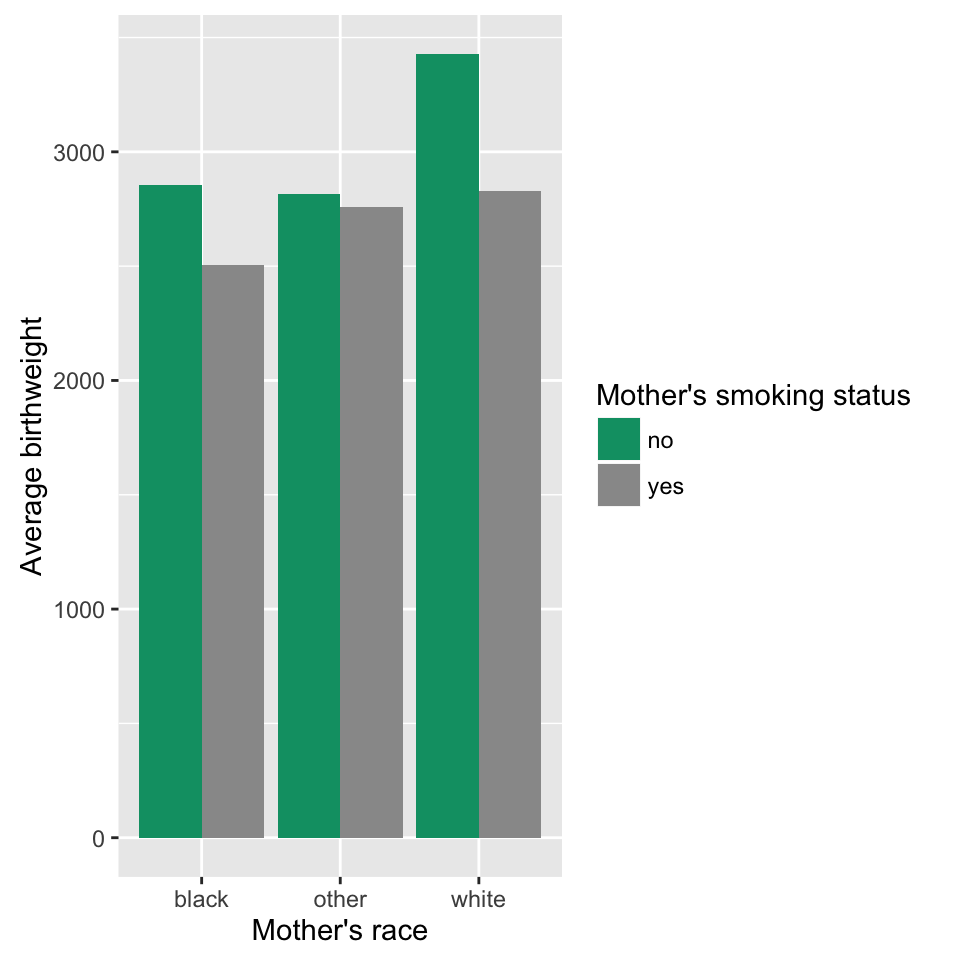 Average birthweight
3000
2000
1000
0
black other white
Mother's race
Mother's smoking status
no
yes